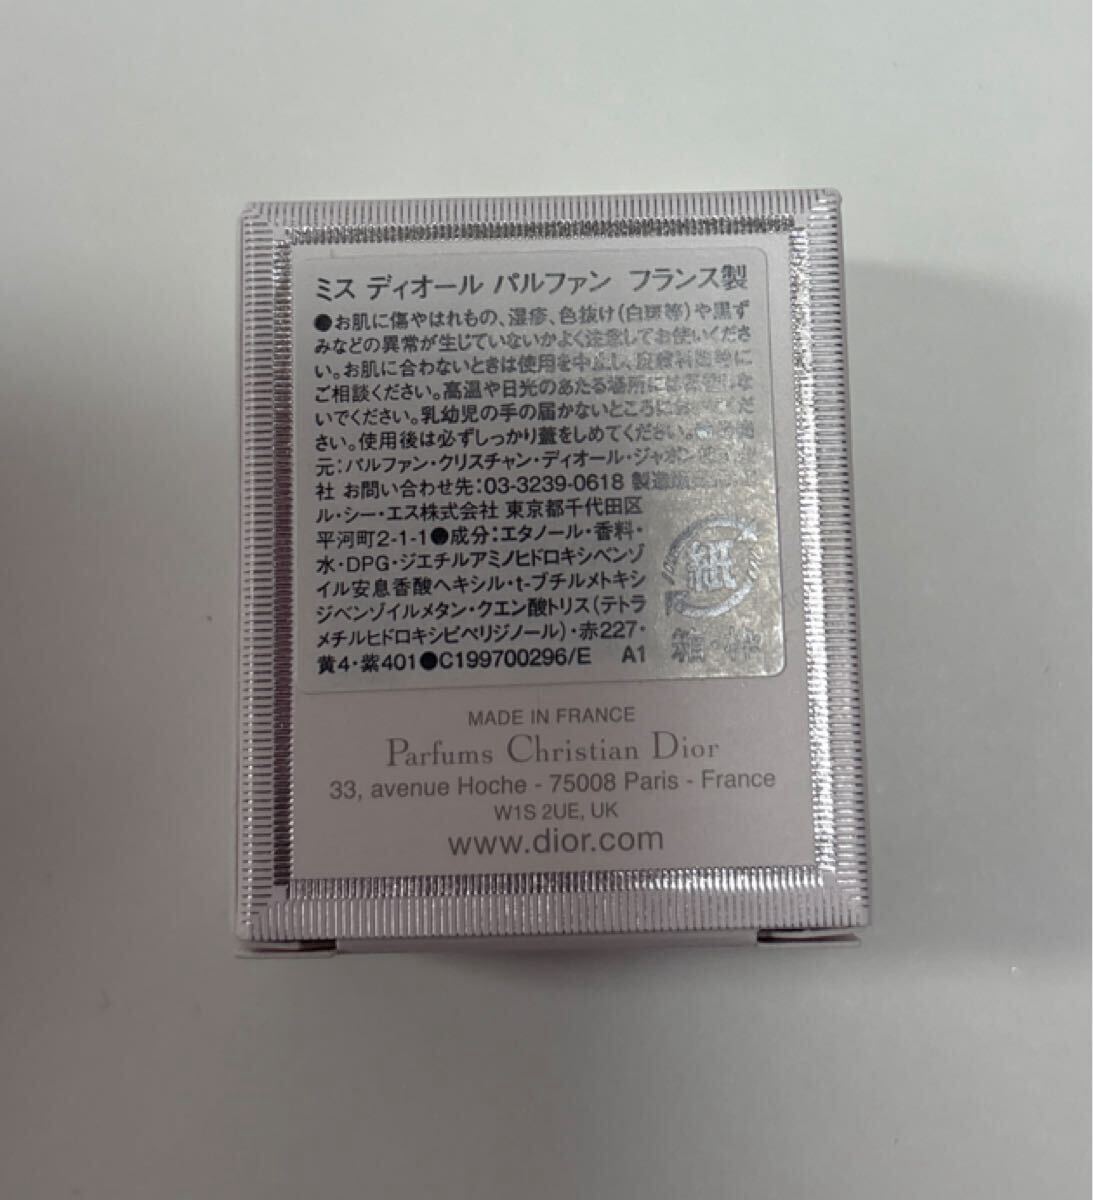 ミス ディオール パルファン フランス製
●お肌に傷やはれもの、湿疹、色抜け(白斑等)や黒ず
みなどの異常が生じていないかよく注意してお使いくださ
い。お肌に合わないときは使用を中止し、皮膚科医等に
ご相談ください。高温や日光のあたる場所には
いでください。乳幼児の手の届かないところに
さい。使用後は必ずしっかり蓋をしめてください。
元:パルファン・クリスチャン・ディオール・ジャポン
社 お問い合わせ先:03-3239-0618 製造販売元
ル・シー・エス株式会社 東京都千代田区
平河町2-1-1●成分:エタノール・香料・
水・DPG・ジエチルアミノヒドロキシベンゾ
イル安息香酸ヘキシル・t-ブチルメトキシ
ジベンゾイルメタン・クエン酸トリス(テトラ
メチルヒドロキシピペリジノール)・赤227・
黄4・紫401●C199700296/E A1
紙
MADE IN FRANCE
Parfums Christian Dior
33, avenue Hoche - 75008 Paris - France
W1S 2UE, UK
www.dior.com